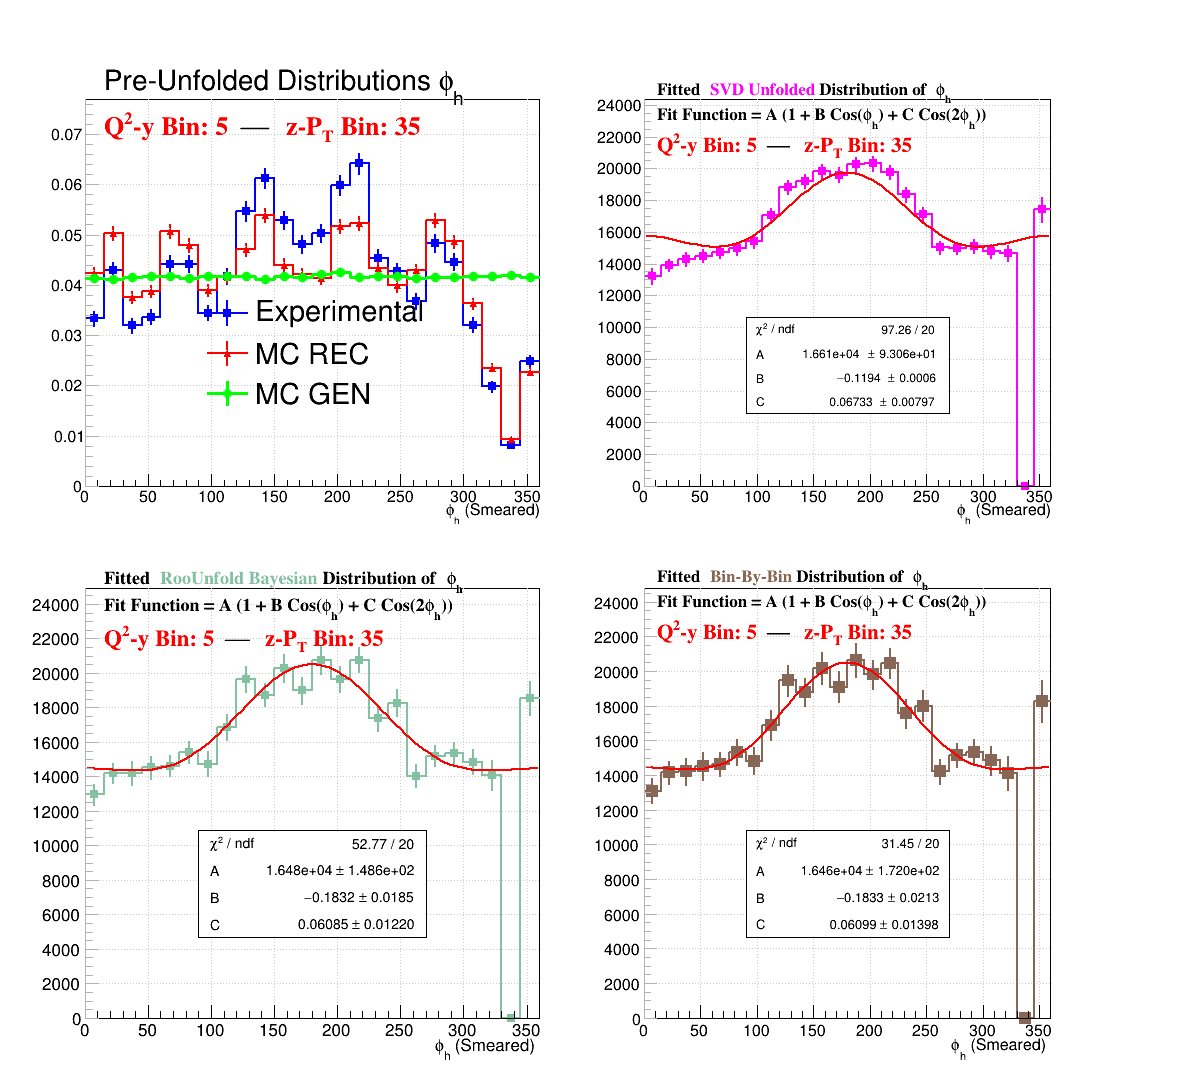 Pre-Unfolded Distributions ϕh
Q²-y Bin: 5 — z-PT Bin: 35
0.07
0.06
0.05
0.04
0.03
0.02
0.01
0
Experimental
MC REC
MC GEN
0 50 100 150 200 250 300 350
ϕh (Smeared)
Fitted SVD Unfolded Distribution of ϕh
Fit Function = A (1 + B Cos(ϕh) + C Cos(2ϕh))
Q²-y Bin: 5 — z-PT Bin: 35
24000
22000
20000
18000
16000
14000
12000
10000
8000
6000
4000
2000
0
χ² / ndf 97.26 / 20
A 1.661e+04 ± 9.306e+01
B −0.1194 ± 0.0006
C 0.06733 ± 0.00797
0 50 100 150 200 250 300 350
ϕh (Smeared)
Fitted RooUnfold Bayesian Distribution of ϕh
Fit Function = A (1 + B Cos(ϕh) + C Cos(2ϕh))
Q²-y Bin: 5 — z-PT Bin: 35
24000
22000
20000
18000
16000
14000
12000
10000
8000
6000
4000
2000
0
χ² / ndf 52.77 / 20
A 1.648e+04 ± 1.486e+02
B −0.1832 ± 0.0185
C 0.06085 ± 0.01220
0 50 100 150 200 250 300 350
ϕh (Smeared)
Fitted Bin-By-Bin Distribution of ϕh
Fit Function = A (1 + B Cos(ϕh) + C Cos(2ϕh))
Q²-y Bin: 5 — z-PT Bin: 35
24000
22000
20000
18000
16000
14000
12000
10000
8000
6000
4000
2000
0
χ² / ndf 31.45 / 20
A 1.646e+04 ± 1.720e+02
B −0.1833 ± 0.0213
C 0.06099 ± 0.01398
0 50 100 150 200 250 300 350
ϕh (Smeared)